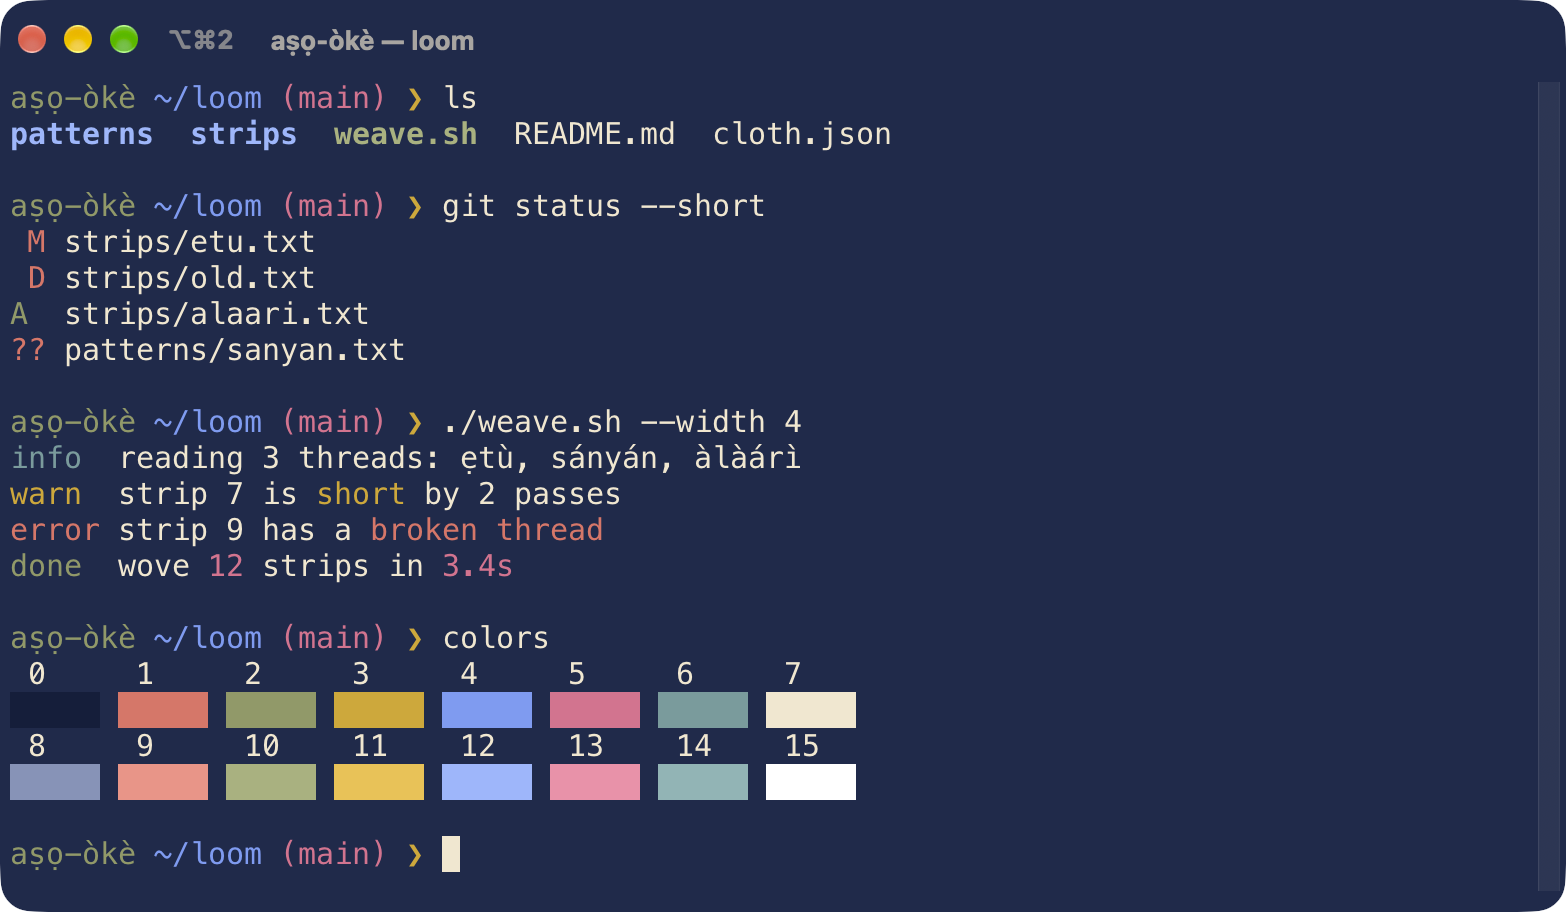 ⌥⌘2 aṣọ-òkè — loom
aṣọ-òkè ~/loom (main) ❯ ls
patterns  strips  weave.sh  README.md  cloth.json
aṣọ-òkè ~/loom (main) ❯ git status --short
 M strips/etu.txt
 D strips/old.txt
A  strips/alaari.txt
?? patterns/sanyan.txt
aṣọ-òkè ~/loom (main) ❯ ./weave.sh --width 4
info  reading 3 threads: ẹtù, sányán, àlàárì
warn  strip 7 is short by 2 passes
error strip 9 has a broken thread
done  wove 12 strips in 3.4s
aṣọ-òkè ~/loom (main) ❯ colors
0 1 2 3 4 5 6 7
8 9 10 11 12 13 14 15
aṣọ-òkè ~/loom (main) ❯